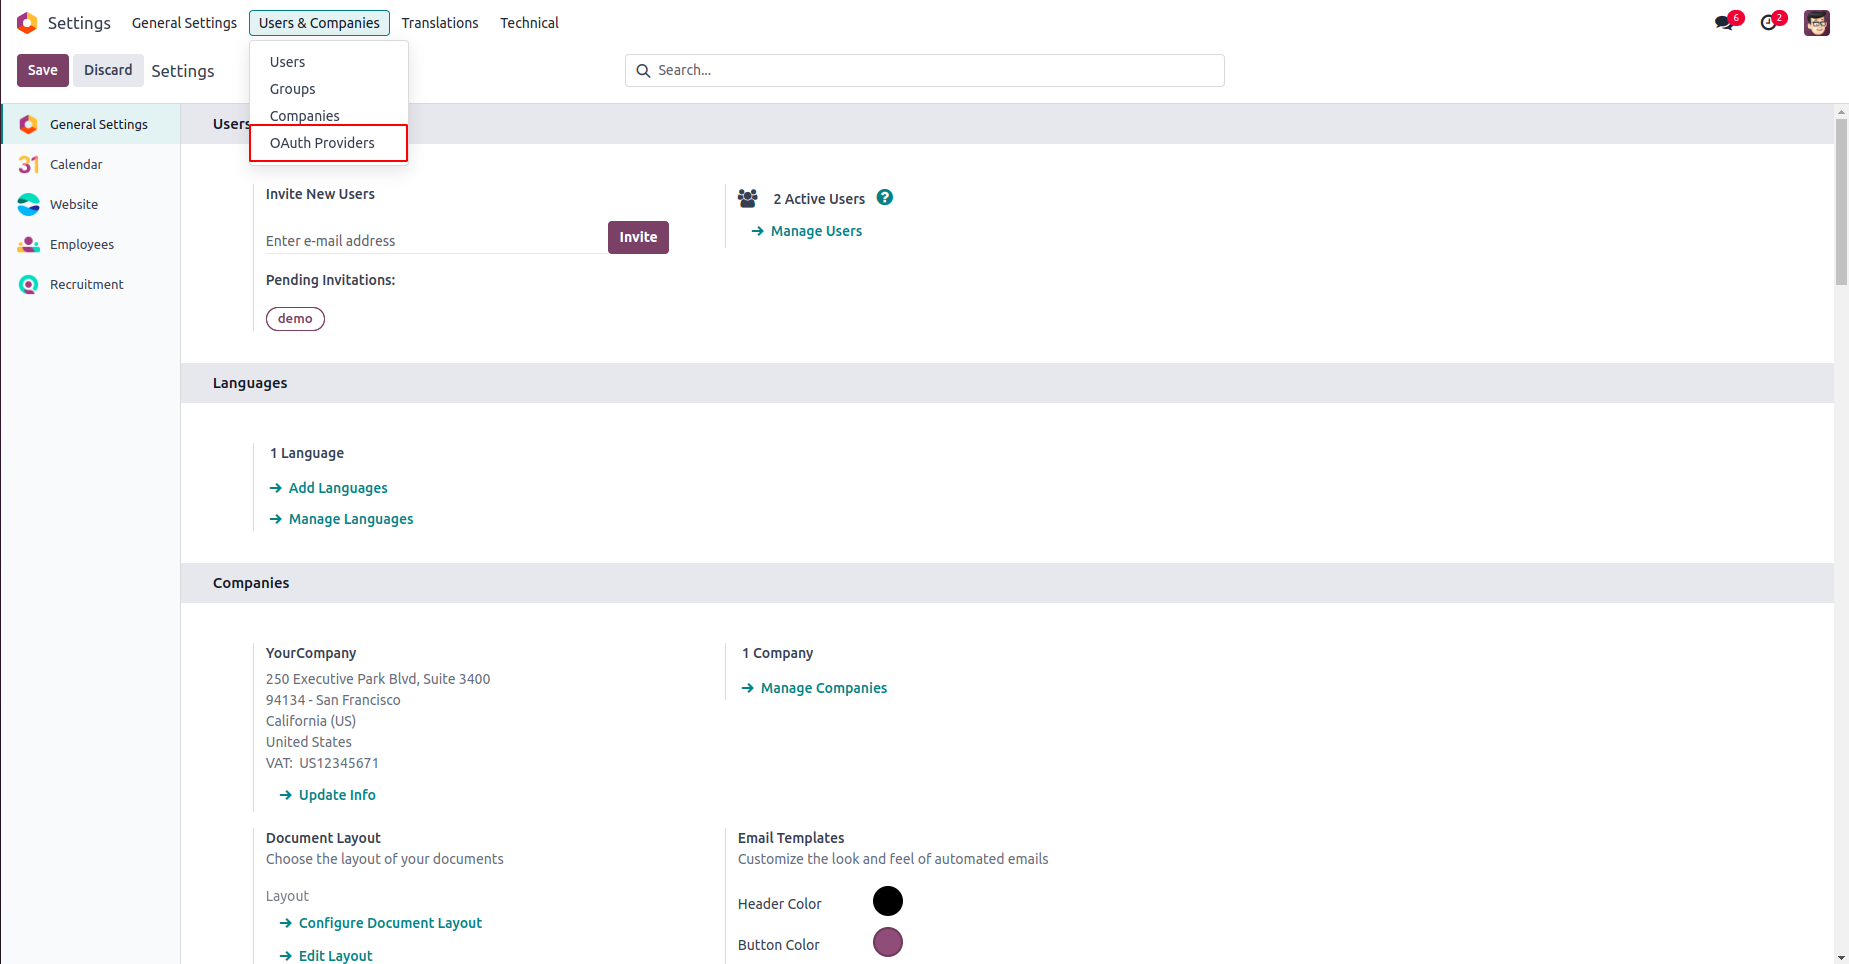 Settings General Settings Users & Companies Translations Technical 6 2
Save Discard Settings Search...
Users
Groups
Companies
OAuth Providers
General Settings
Calendar
Website
Employees
Recruitment
31
Users
Invite New Users
Enter e-mail address Invite
Pending Invitations:
demo
2 Active Users ?
Manage Users
Languages
1 Language
Add Languages
Manage Languages
Companies
YourCompany
250 Executive Park Blvd, Suite 3400
94134 - San Francisco
California (US)
United States
VAT: US12345671
Update Info
1 Company
Manage Companies
Document Layout
Choose the layout of your documents
Layout
Configure Document Layout
Edit Layout
Email Templates
Customize the look and feel of automated emails
Header Color
Button Color